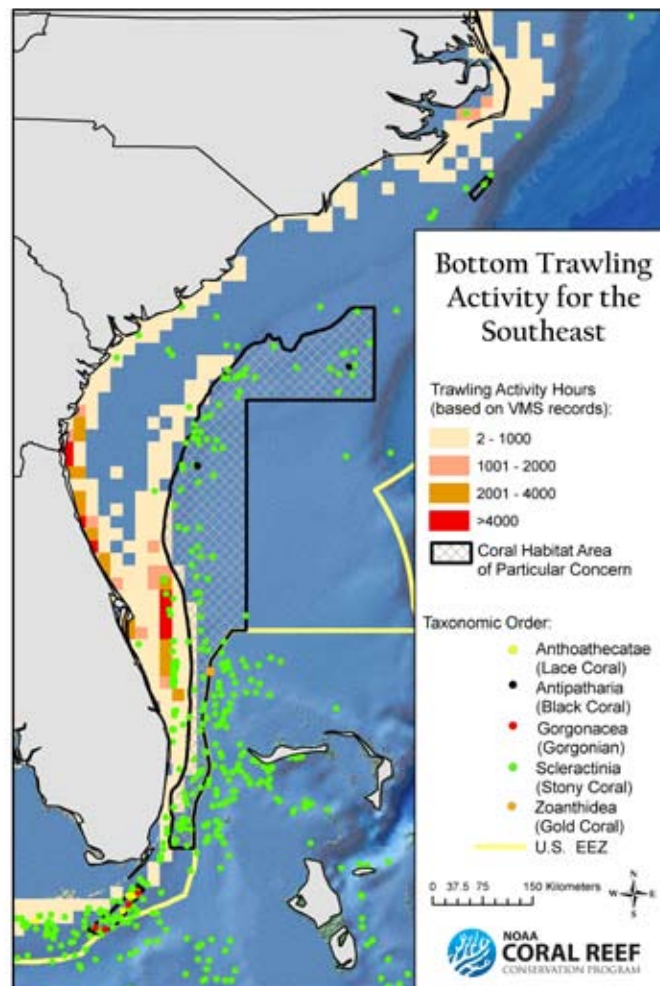 Bottom Trawling
Activity for the
Southeast
Trawling Activity Hours
(based on VMS records):
2 - 1000
1001 - 2000
2001 - 4000
>4000
Coral Habitat Area
of Particular Concern
Taxonomic Order:
Anthoathecatae
(Lace Coral)
Antipatharia
(Black Coral)
Gorgonacea
(Gorgonian)
Scleractinia
(Stony Coral)
Zoanthidea
(Gold Coral)
U.S. EEZ
0 37.5 75 150 Kilometers
N
W E
S
NOAA
CORAL REEF
CONSERVATION PROGRAM